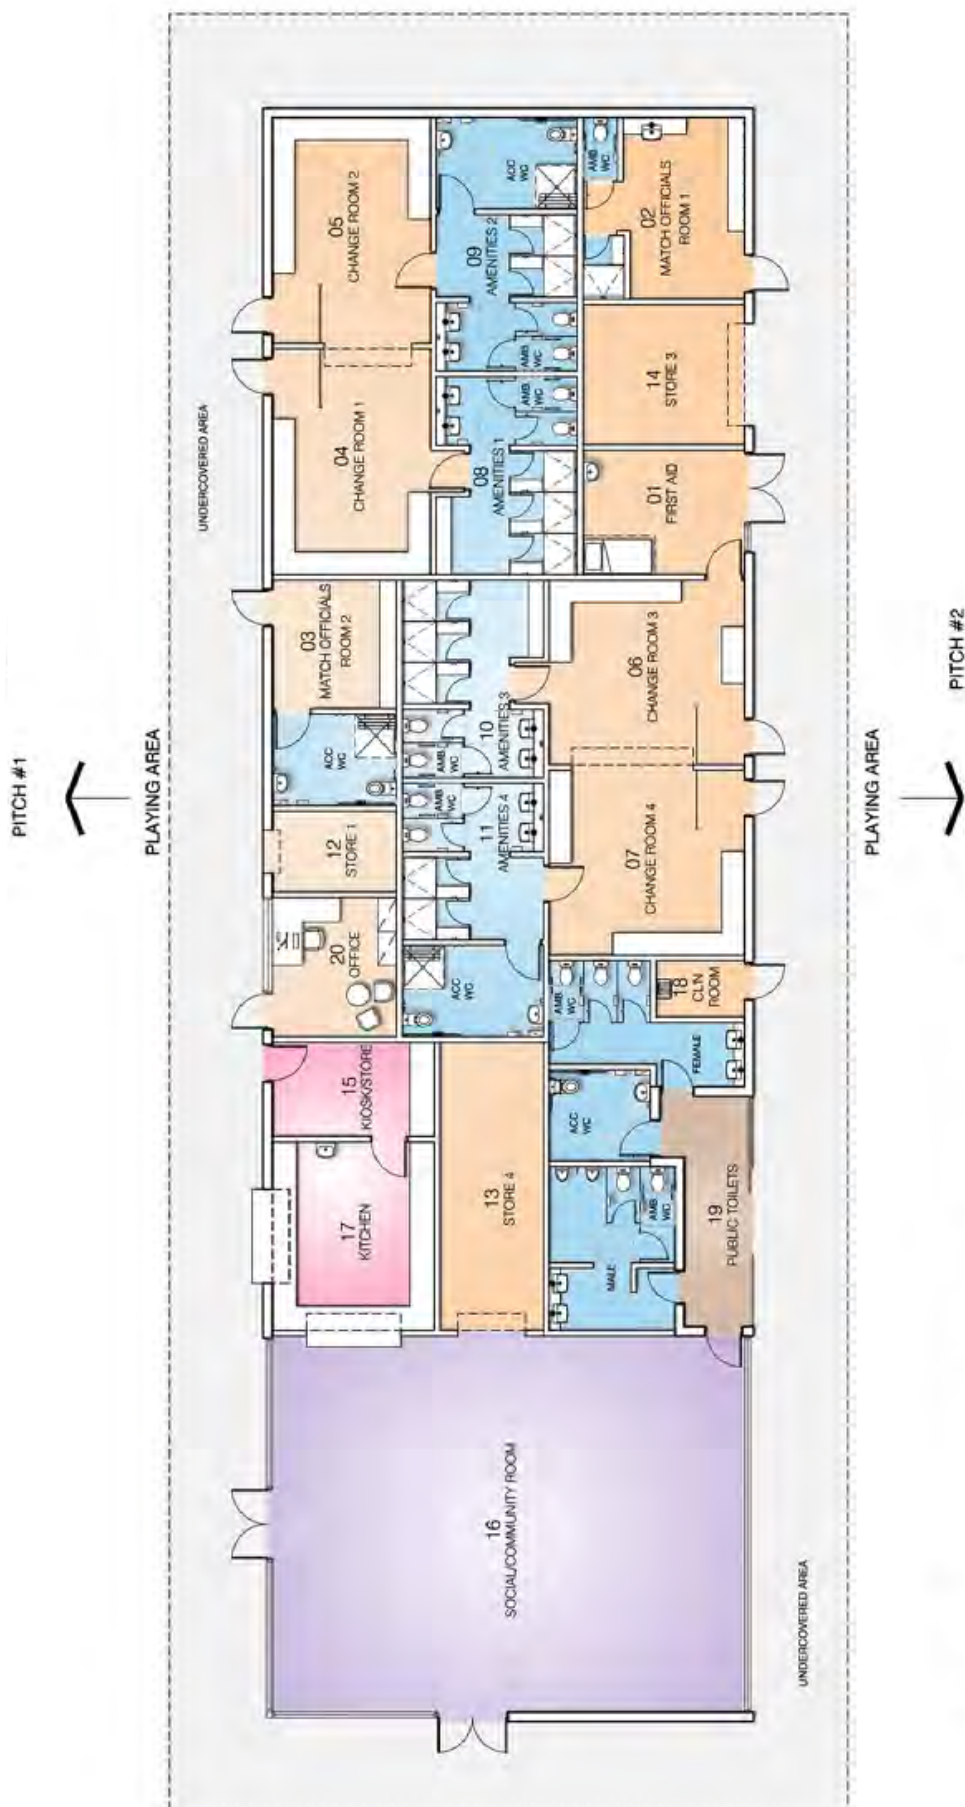 PITCH #1
PLAYING AREA
UNDERCOVERED AREA
05
CHANGE ROOM 2
04
CHANGE ROOM 1
03
MATCH OFFICIALS
ROOM 2
ACC
WC
12
STORE 1
20
OFFICE
15
KIOSK/STORE
17
KITCHEN
ACC
WC
09
AMENITIES 2
AMB
WC
AMB
WC
08
AMENITIES 1
10
AMENITIES 3
AMB
WC
AMB
WC
11
AMENITIES 4
ACC
WC
13
STORE 4
16
SOCIAL/COMMUNITY ROOM
AMB
WC
02
MATCH OFFICIALS
ROOM 1
14
STORE 3
01
FIRST AID
06
CHANGE ROOM 3
07
CHANGE ROOM 4
AMB
WC
18
CLN
ROOM
FEMALE
ACC
WC
AMB
WC
MALE
19
PUBLIC TOILETS
UNDERCOVERED AREA
PLAYING AREA
PITCH #2